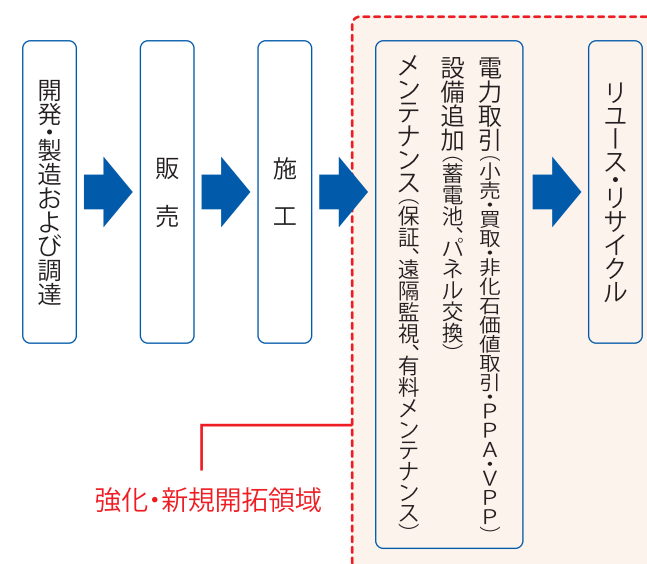 開発・製造および調達
販売
施工
電力取引(小売・買取・非化石価値取引・PPA・VPP)
設備追加(蓄電池、パネル交換)
メンテナンス(保証、遠隔監視、有料メンテナンス)
リユース・リサイクル
強化・新規開拓領域